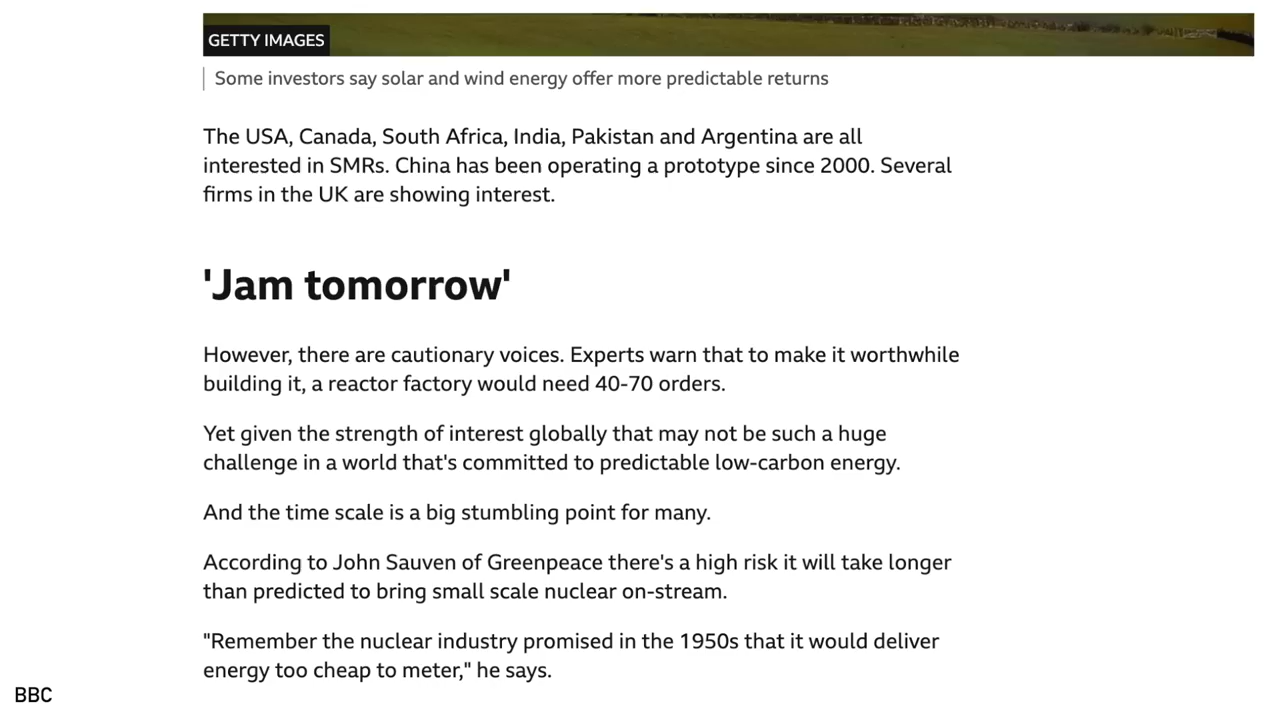 GETTY IMAGES
Some investors say solar and wind energy offer more predictable returns
The USA, Canada, South Africa, India, Pakistan and Argentina are all
interested in SMRs. China has been operating a prototype since 2000. Several
firms in the UK are showing interest.
'Jam tomorrow'
However, there are cautionary voices. Experts warn that to make it worthwhile
building it, a reactor factory would need 40-70 orders.
Yet given the strength of interest globally that may not be such a huge
challenge in a world that's committed to predictable low-carbon energy.
And the time scale is a big stumbling point for many.
According to John Sauven of Greenpeace there's a high risk it will take longer
than predicted to bring small scale nuclear on-stream.
"Remember the nuclear industry promised in the 1950s that it would deliver
energy too cheap to meter," he says.
BBC